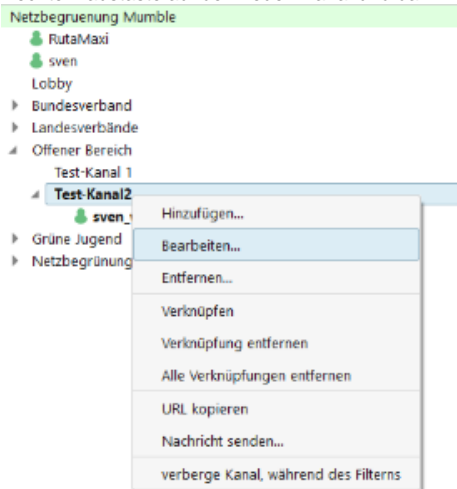 Netzbegruenung Mumble
RutaMaxi
sven
Lobby
Bundesverband
Landesverbände
Offener Bereich
Test-Kanal 1
Test-Kanal2
Grüne Jugend
Netzbegrünung
Hinzufügen...
Bearbeiten...
Entfernen...
Verknüpfen
Verknüpfung entfernen
Alle Verknüpfungen entfernen
URL kopieren
Nachricht senden...
verberge Kanal, während des Filterns